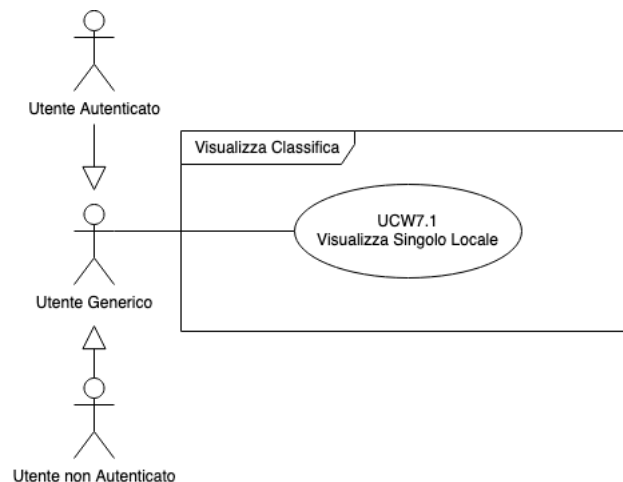 Utente Autenticato
Visualizza Classifica
UCW7.1
Visualizza Singolo Locale
Utente Generico
Utente non Autenticato